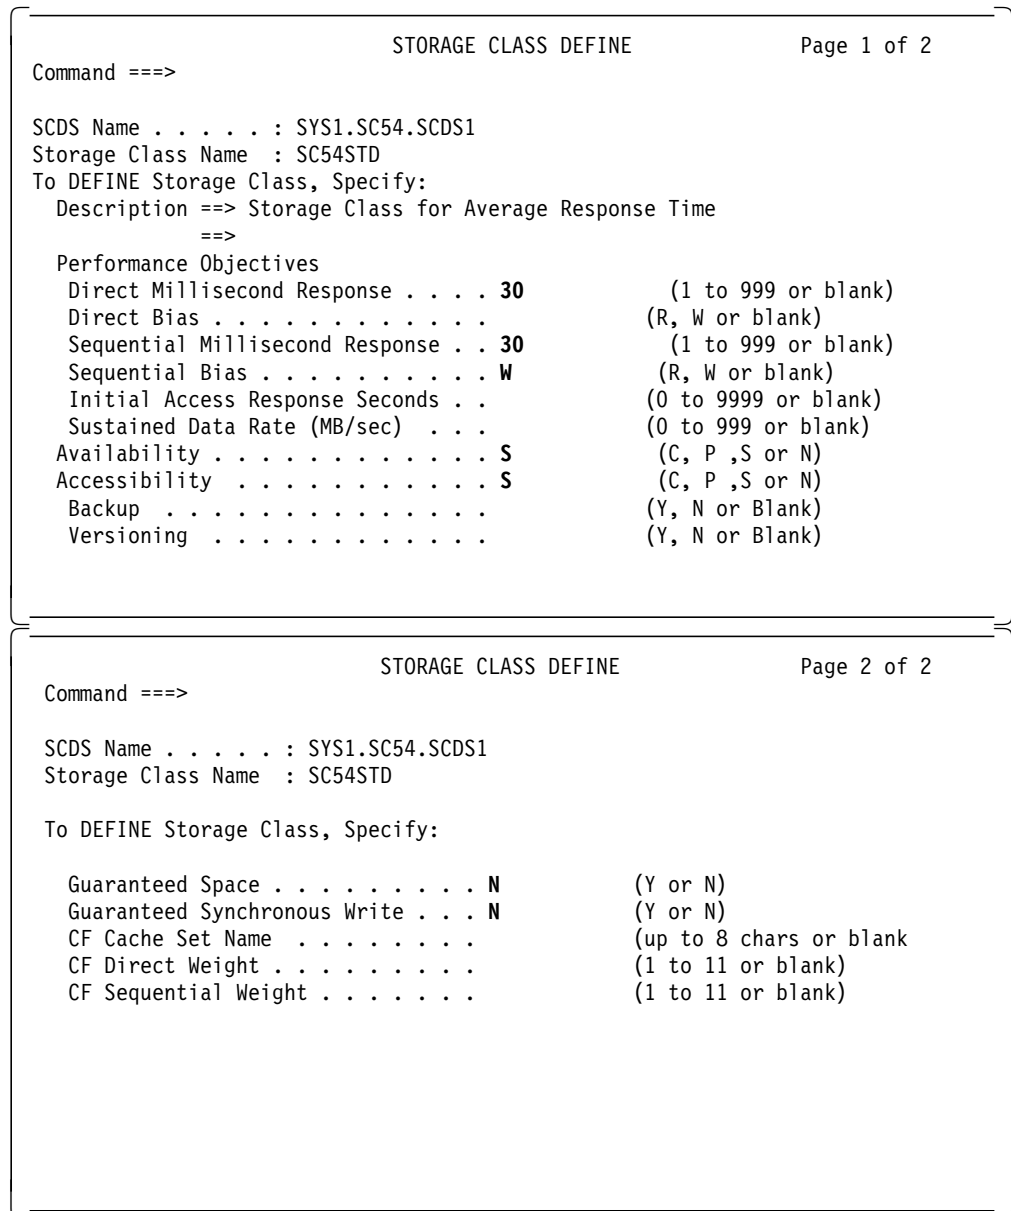 STORAGE CLASS DEFINE Page 1 of 2
Command ===>
SCDS Name . . . . . : SYS1.SC54.SCDS1
Storage Class Name : SC54STD
To DEFINE Storage Class, Specify:
Description ==> Storage Class for Average Response Time
==>
Performance Objectives
Direct Millisecond Response . . . . 30 (1 to 999 or blank)
Direct Bias . . . . . . . . . . . . (R, W or blank)
Sequential Millisecond Response . . 30 (1 to 999 or blank)
Sequential Bias . . . . . . . . . . W (R, W or blank)
Initial Access Response Seconds . . (0 to 9999 or blank)
Sustained Data Rate (MB/sec) . . . (0 to 999 or blank)
Availability . . . . . . . . . . . . S (C, P ,S or N)
Accessibility . . . . . . . . . . . S (C, P ,S or N)
Backup . . . . . . . . . . . . . . (Y, N or Blank)
Versioning . . . . . . . . . . . . (Y, N or Blank)
STORAGE CLASS DEFINE Page 2 of 2
Command ===>
SCDS Name . . . . . : SYS1.SC54.SCDS1
Storage Class Name : SC54STD
To DEFINE Storage Class, Specify:
Guaranteed Space . . . . . . . . . N (Y or N)
Guaranteed Synchronous Write . . . N (Y or N)
CF Cache Set Name . . . . . . . . (up to 8 chars or blank
CF Direct Weight . . . . . . . . . (1 to 11 or blank)
CF Sequential Weight . . . . . . . (1 to 11 or blank)